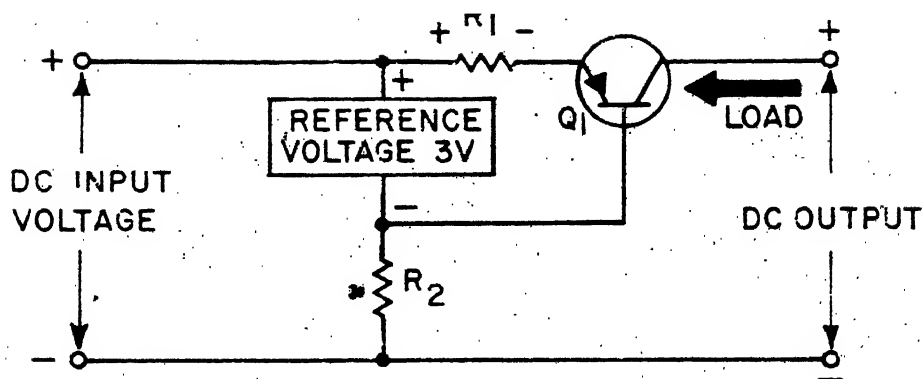 + R1 -
+ +
+
REFERENCE
VOLTAGE 3V
Q1
LOAD
DC INPUT
VOLTAGE
-
DC OUTPUT
R2
- -